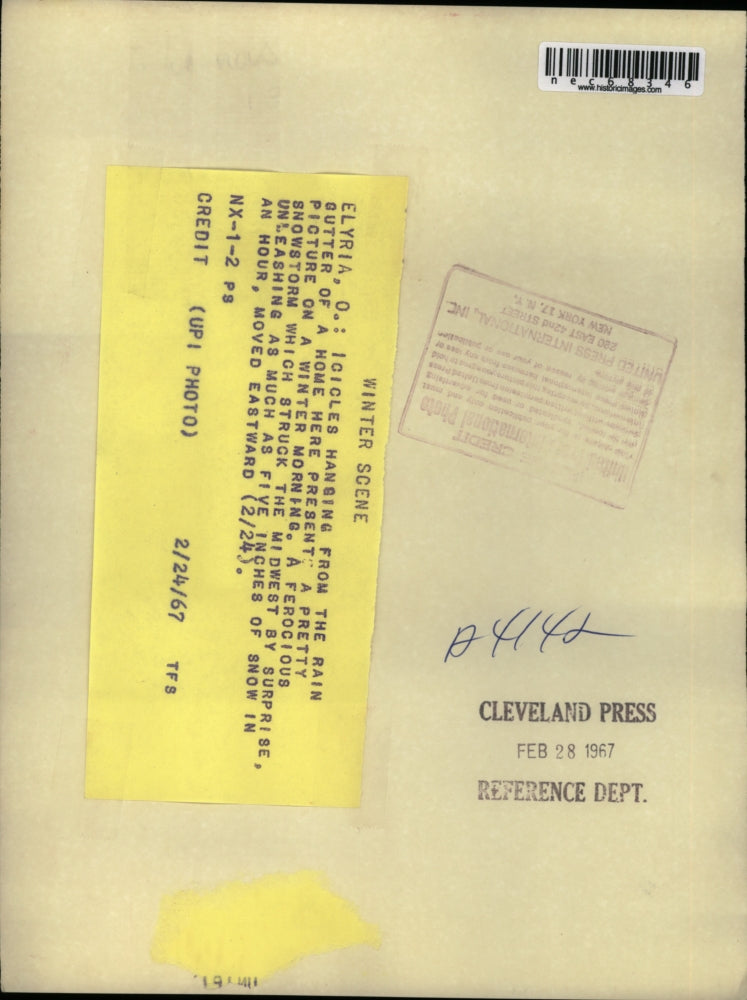 nec68346
www.historicimages.com
WINTER SCENE
ELYRIA, O.: ICICLES HANGING FROM THE RAIN
GUTTER OF A HOME HERE PRESENT A PRETTY
PICTURE ON A WINTER MORNING. A FEROCIOUS
SNOWSTORM WHICH STRUCK THE MIDWEST BY SURPRISE,
UNLEASHING AS MUCH AS FIVE INCHES OF SNOW IN
AN HOUR, MOVED EASTWARD (2/24).
NX-1-2 PS
CREDIT (UPI PHOTO) 2/24/67 TFS
CREDIT
International Photo
UNITED PRESS INTERNATIONAL, INC
220 EAST 42nd STREET
NEW YORK 17, N. Y.
CLEVELAND PRESS
FEB 28 1967
REFERENCE DEPT.